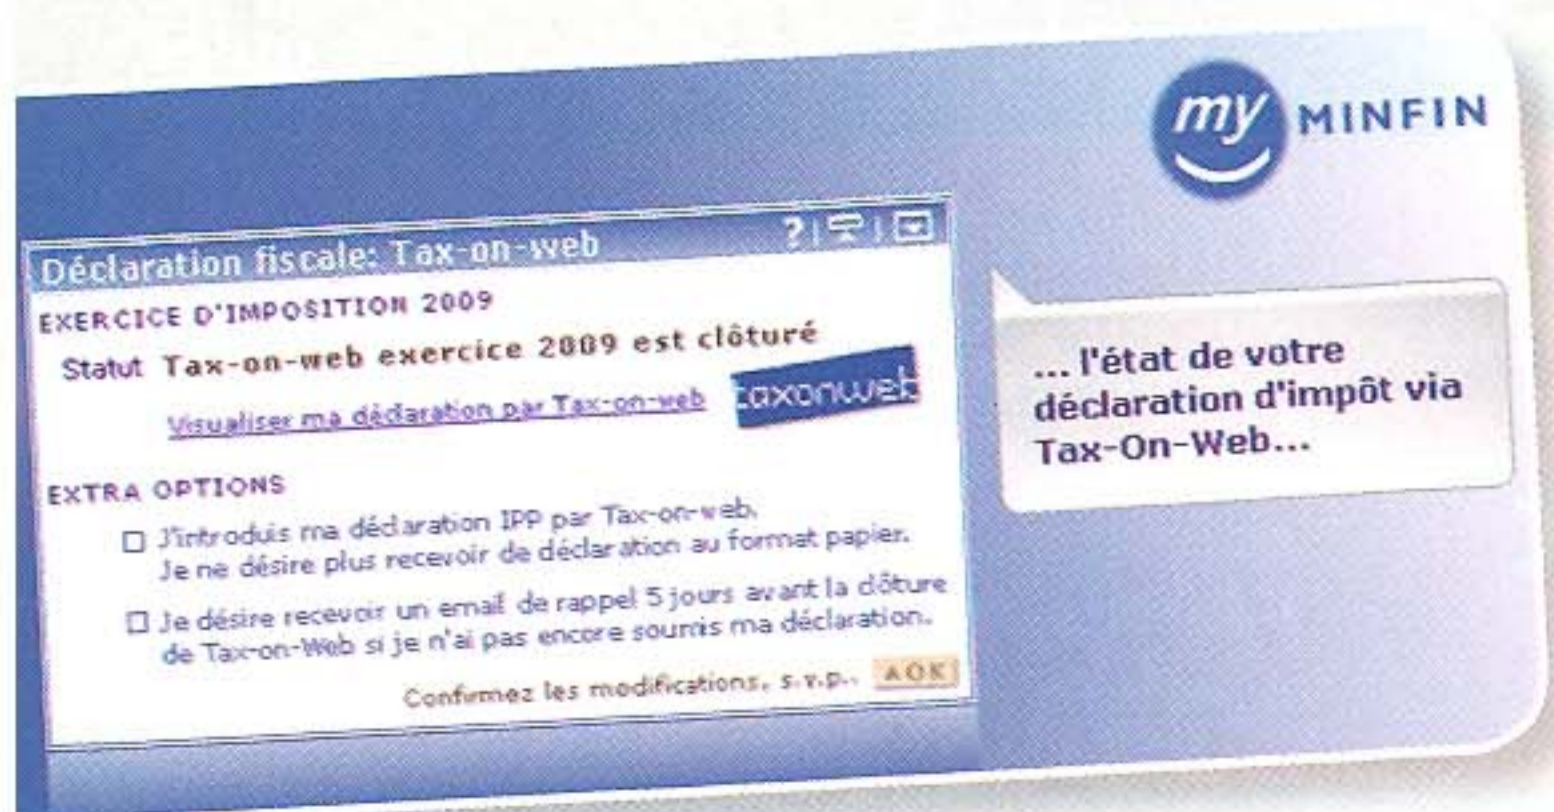 my MINFIN
Déclaration fiscale: Tax-on-web
EXERCICE D'IMPOSITION 2009
Statut Tax-on-web exercice 2009 est clôturé
Visualiser ma déclaration par Tax-on-web
taxonweb
EXTRA OPTIONS
J'introduis ma déclaration IPP par Tax-on-web.
Je ne désire plus recevoir de déclaration au format papier.
Je désire recevoir un email de rappel 5 jours avant la clôture
de Tax-on-Web si je n'ai pas encore soumis ma déclaration.
Confirmez les modifications, s.v.p.. AOK
... l'état de votre
déclaration d'impôt via
Tax-On-Web...